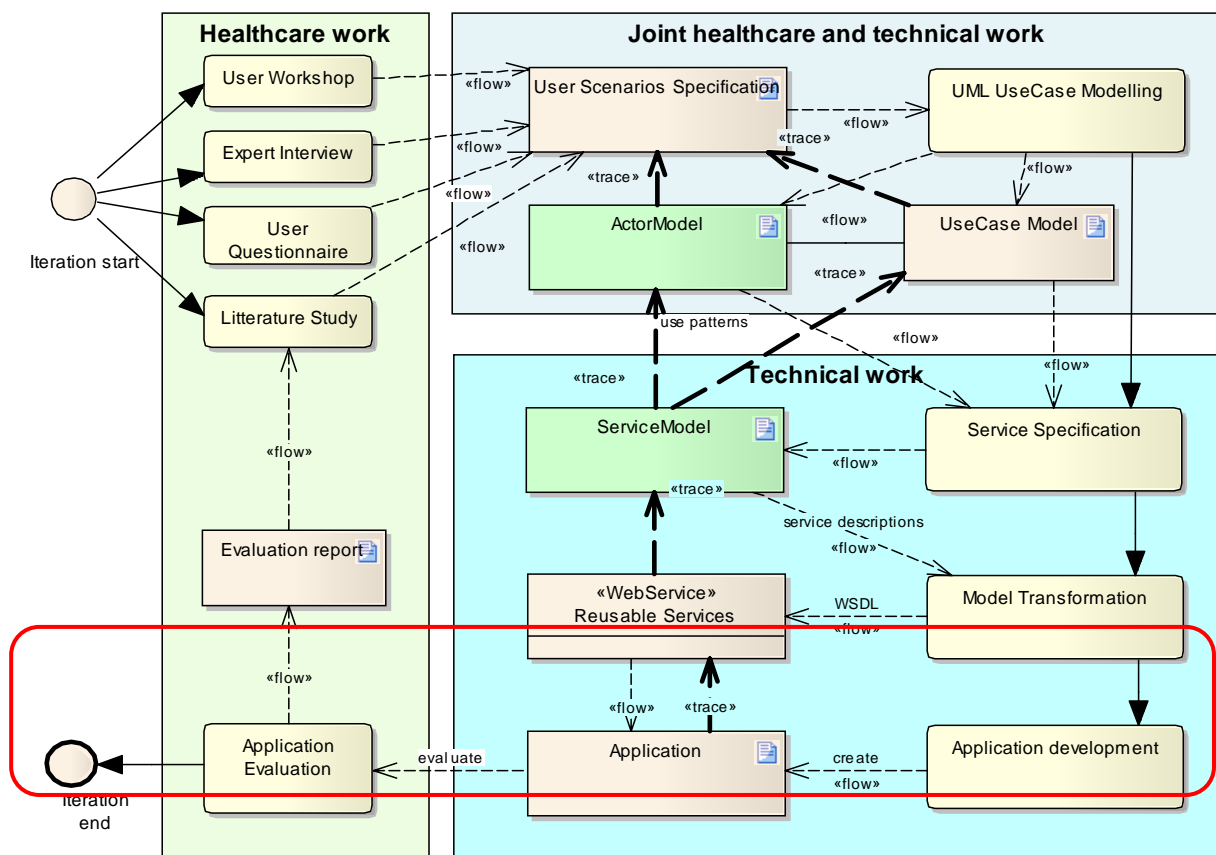 Healthcare work
Joint healthcare and technical work
User Workshop
«flow»
User Scenarios Specification
«flow»
UML UseCase Modelling
Expert Interview
«flow»
«trace»
«flow»
«trace»
User
Questionnaire
«flow»
Iteration start
ActorModel
«flow»
UseCase Model
«flow»
«trace»
Litterature Study
use patterns
«flow»
«flow»
«trace»
Technical work
ServiceModel
«flow»
Service Specification
«flow»
«trace»
service descriptions
«flow»
Evaluation report
«WebService»
Reusable Services
WSDL
«flow»
Model Transformation
«flow»
«flow»
«trace»
Application
Evaluation
evaluate
Application
create
«flow»
Application development
Iteration
end